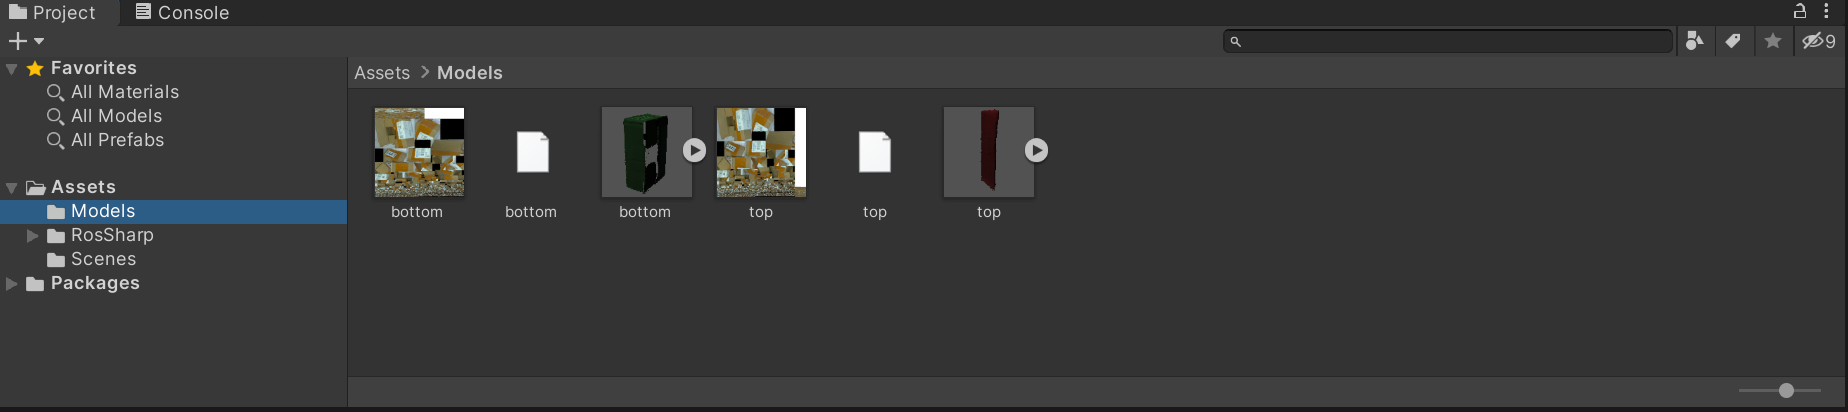 Project Console
9
Favorites
All Materials
All Models
All Prefabs
Assets
Models
RosSharp
Scenes
Packages
Assets > Models
bottom bottom bottom top top top